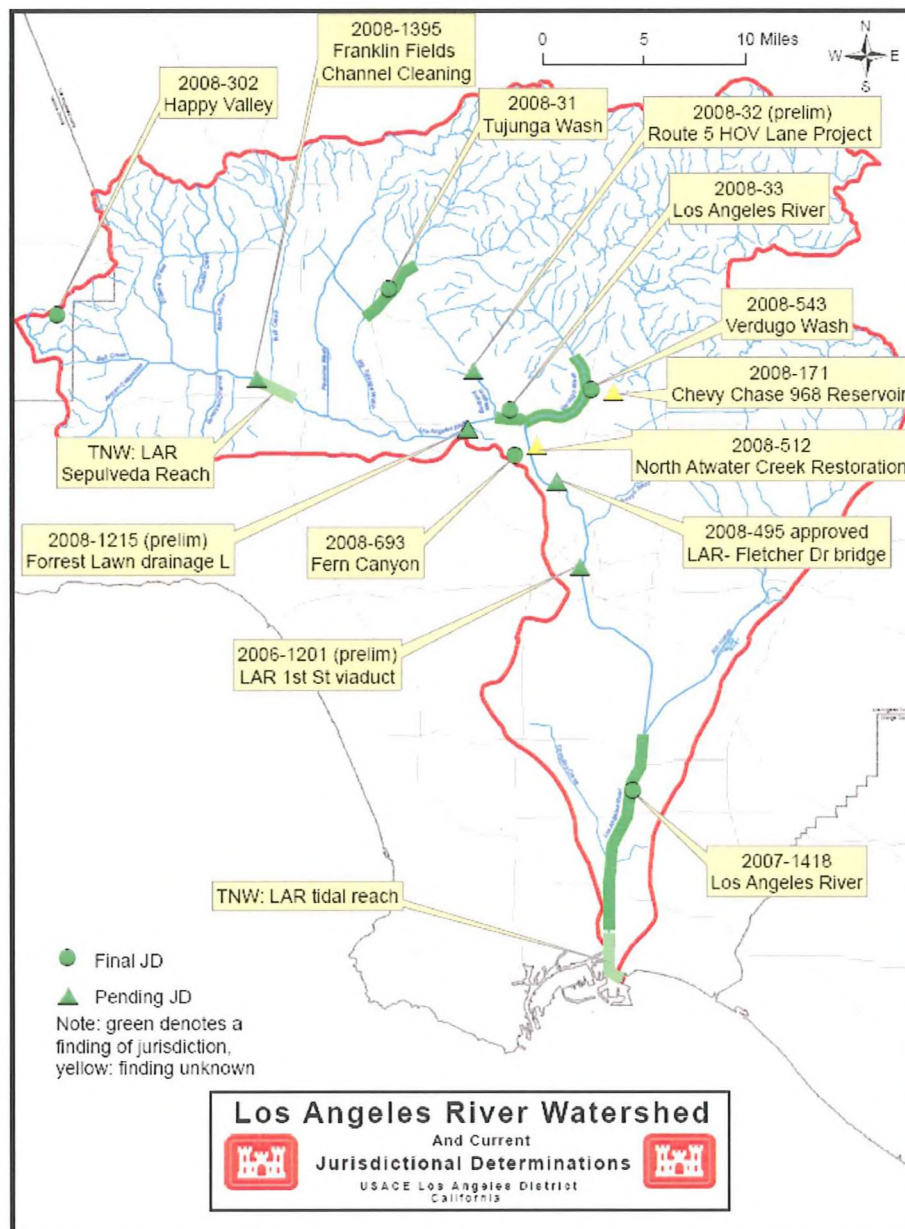 2008-1395
Franklin Fields
Channel Cleaning
0 5 10 Miles
N
W E
S
2008-302
Happy Valley
2008-31
Tujunga Wash
2008-32 (prelim)
Route 5 HOV Lane Project
2008-33
Los Angeles River
2008-543
Verdugo Wash
2008-171
Chevy Chase 968 Reservoir
TNW: LAR
Sepulveda Reach
2008-512
North Atwater Creek Restoration
2008-1215 (prelim)
Forrest Lawn drainage L
2008-693
Fern Canyon
2008-495 approved
LAR- Fletcher Dr bridge
2006-1201 (prelim)
LAR 1st St viaduct
Los Angeles River
2007-1418
Los Angeles River
TNW: LAR tidal reach
Final JD
Pending JD
Note: green denotes a
finding of jurisdiction,
yellow: finding unknown
Los Angeles River Watershed
And Current
Jurisdictional Determinations
USACE Los Angeles District
California